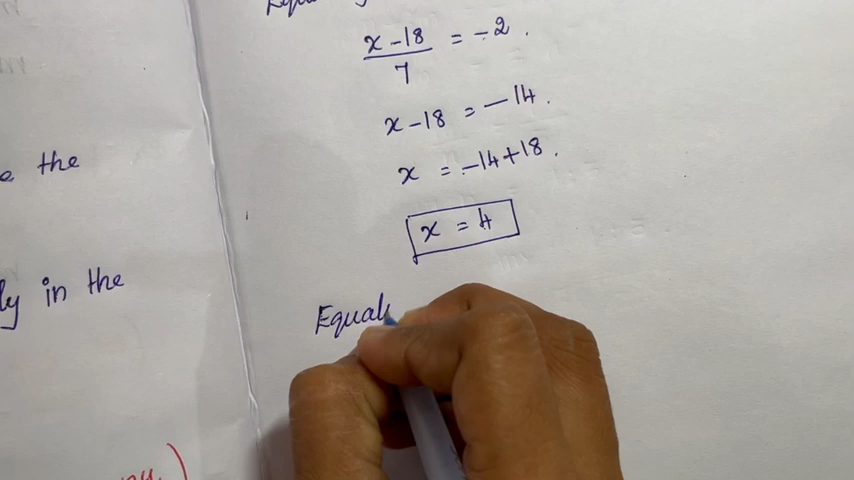 e the
ly in the
x - 18 / 7 = -2.
x - 18 = -14.
x = -14 + 18.
x = 4
Equal